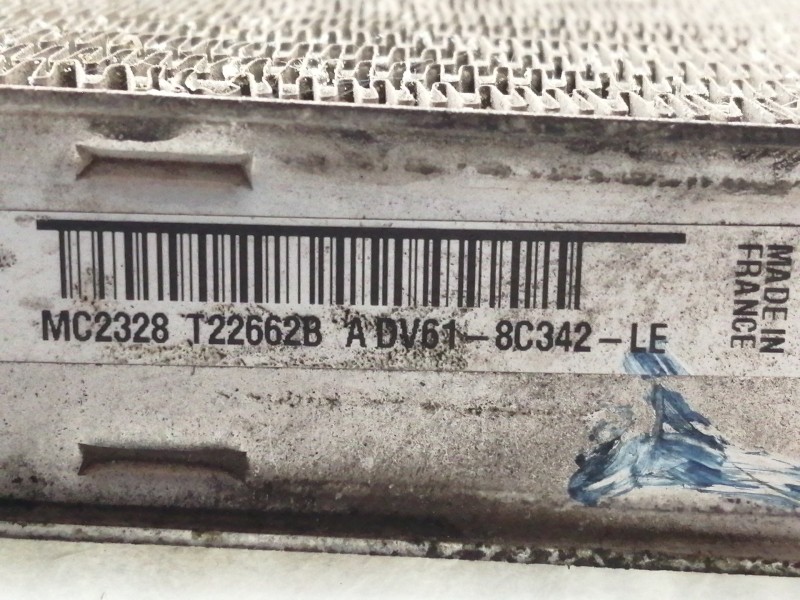 MC2328 T22662B A DV61-8C342-LE
MADE IN
FRANCE